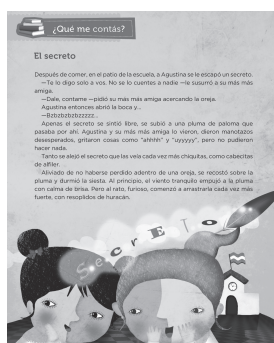 ¿Qué me contás?
El secreto
Después de comer, en el patio de la escuela, a Agustina se le escapó un secreto.
—Te lo digo solo a vos. No se lo cuentes a nadie —le susurró a su más más
amiga.
—Dale, contame —pidió su más más amiga acercando la oreja.
Agustina entonces abrió la boca y...
—Bzbzbzbzbzzzzz...
Apenas el secreto se sintió libre, se subió a una pluma de paloma que
pasaba por ahí. Agustina y su más más amiga lo vieron, dieron manotazos
desesperados, gritaron cosas como "ahhhh" y "uyyyyy", pero no pudieron
hacer nada.
Tanto se alejó el secreto que las veía cada vez más chiquitas, como cabecitas
de alfiler.
Aliviado de no haberse perdido adentro de una oreja, se recostó sobre la
pluma y durmió la siesta. Al principio, el viento tranquilo empujó a la pluma
con calma de brisa. Pero al rato, furioso, comenzó a arrastrarla cada vez más
fuerte, con resoplidos de huracán.
SecrETo